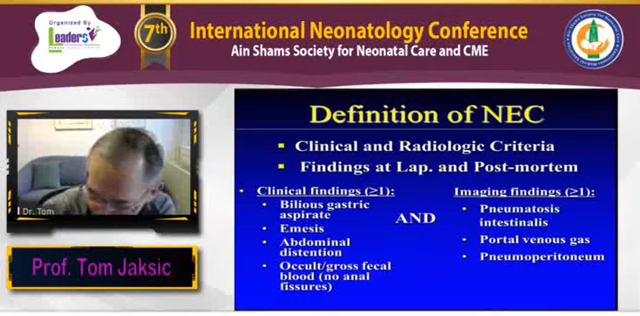 Organized By
Leaders
7th
International Neonatology Conference
Ain Shams Society for Neonatal Care and CME
Definition of NEC
Clinical and Radiologic Criteria
Findings at Lap. and Post-mortem
Clinical findings (≥1):
Bilious gastric
aspirate
Emesis
Abdominal
distention
Occult/gross fecal
blood (no anal
fissures)
AND
Imaging findings (≥1):
Pneumatosis
intestinalis
Portal venous gas
Pneumoperitoneum
Dr. Tom
Prof. Tom Jaksic